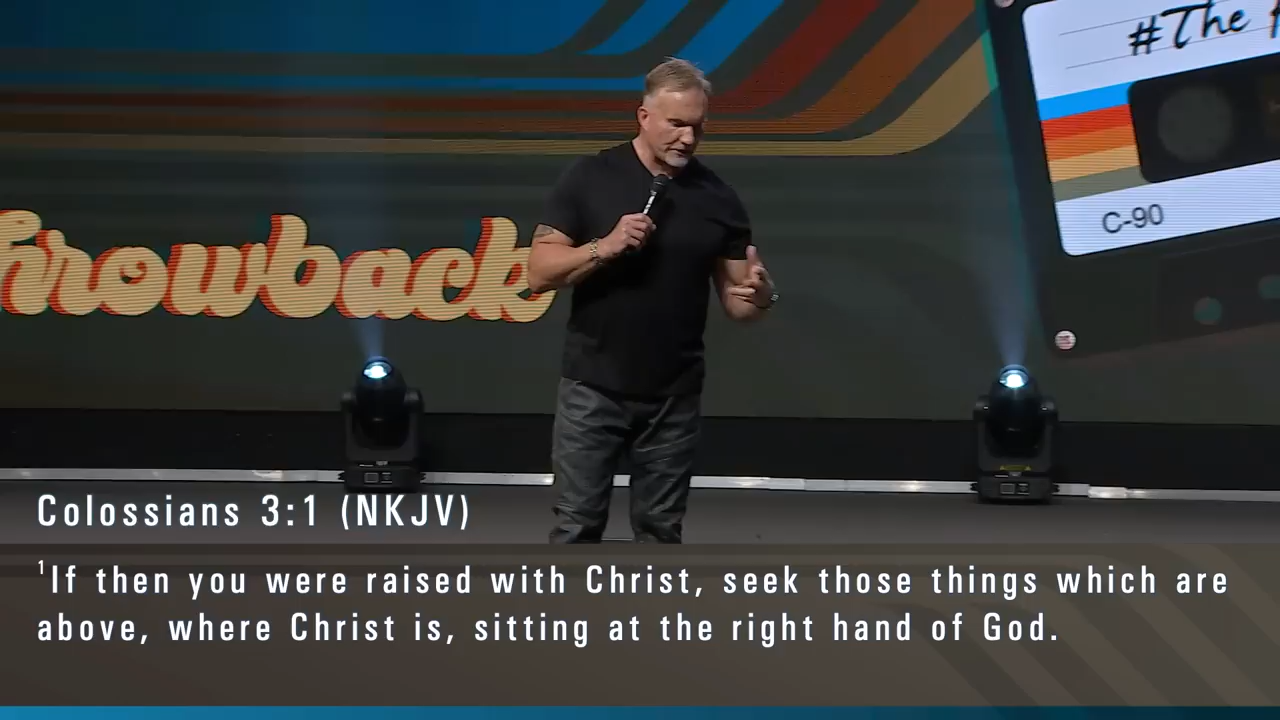 #The
C-90
hrowback
Colossians 3:1 (NKJV)
1If then you were raised with Christ, seek those things which are
above, where Christ is, sitting at the right hand of God.